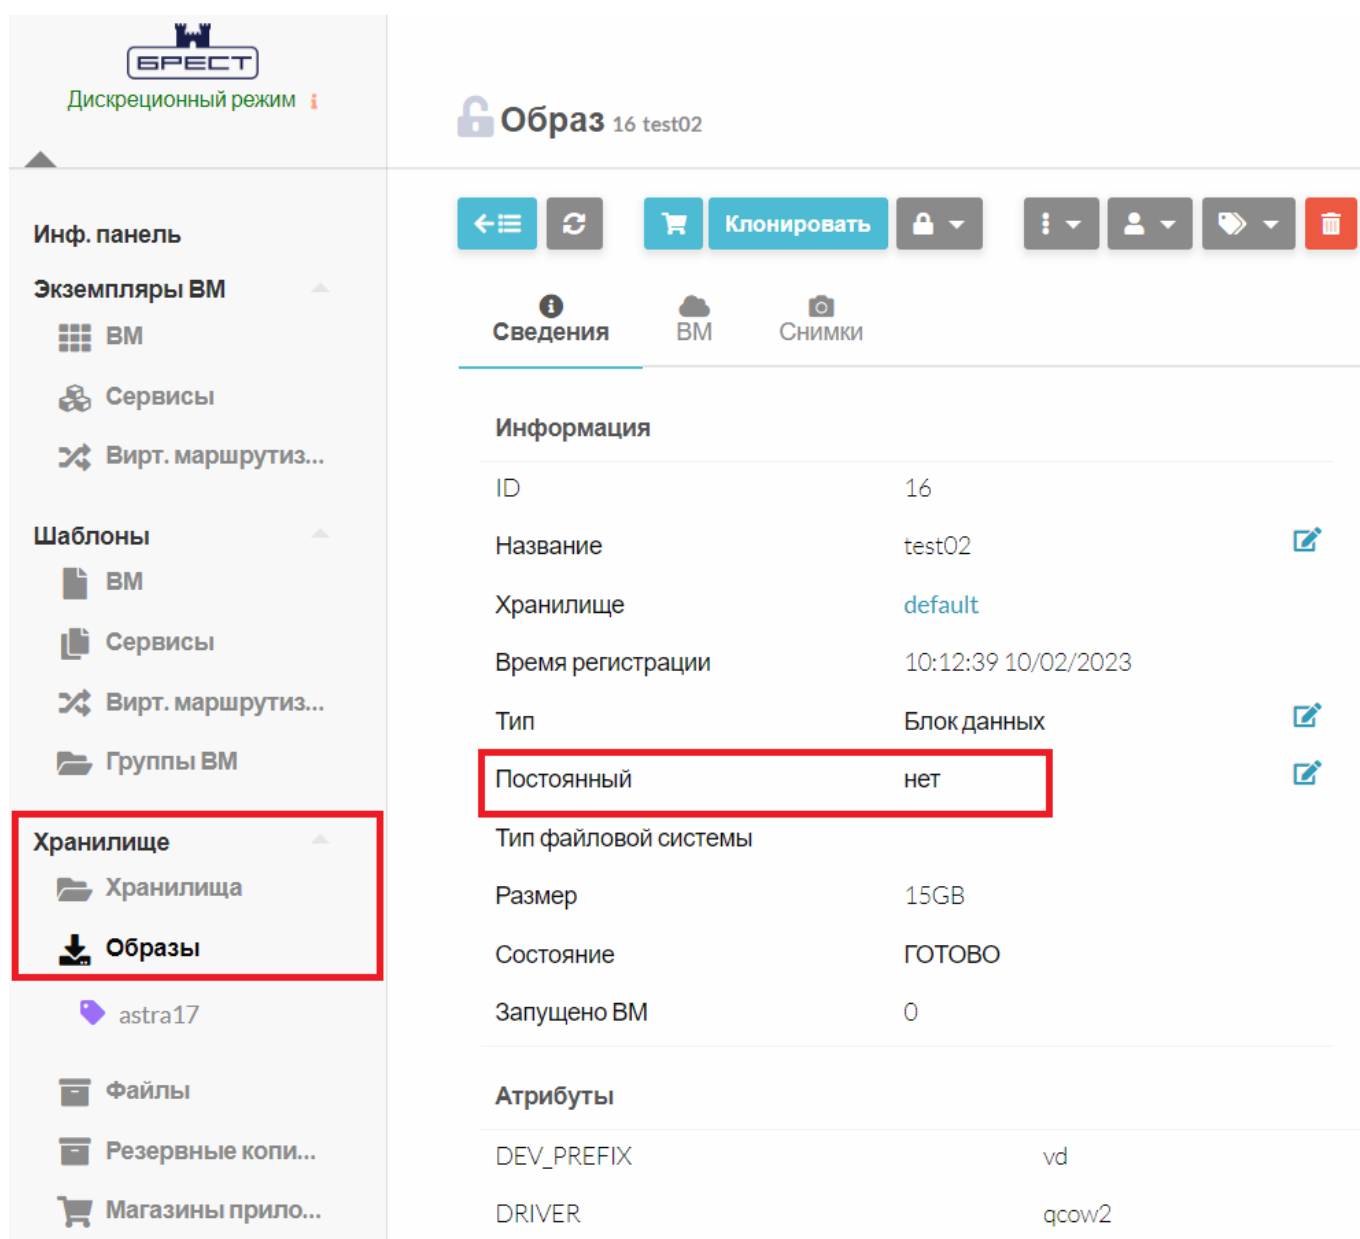 БРЕСТ
Дискреционный режим
Образ 16 test02
Клонировать
Инф. панель
Экземпляры ВМ
ВМ
Сервисы
Вирт. маршрутиз...
Шаблоны
ВМ
Сервисы
Вирт. маршрутиз...
Группы ВМ
Хранилище
Хранилища
Образы
astra17
Файлы
Резервные копи...
Магазины прило...
Сведения
ВМ
Снимки
Информация
ID 16
Название test02
Хранилище default
Время регистрации 10:12:39 10/02/2023
Тип Блок данных
Постоянный нет
Тип файловой системы
Размер 15GB
Состояние ГОТОВО
Запущено ВМ 0
Атрибуты
DEV_PREFIX vd
DRIVER qcow2